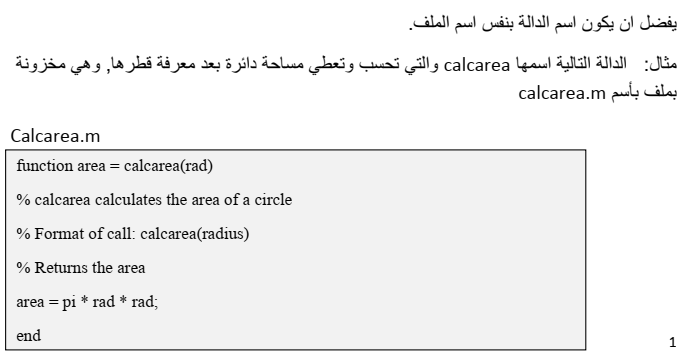 يفضل ان يكون اسم الدالة بنفس اسم الملف.
مثال: الدالة التالية اسمها calcarea والتي تحسب وتعطي مساحة دائرة بعد معرفة قطرها, وهي مخزونة
بملف بأسم calcarea.m
Calcarea.m
function area = calcarea(rad)
% calcarea calculates the area of a circle
% Format of call: calcarea(radius)
% Returns the area
area = pi * rad * rad;
end
1